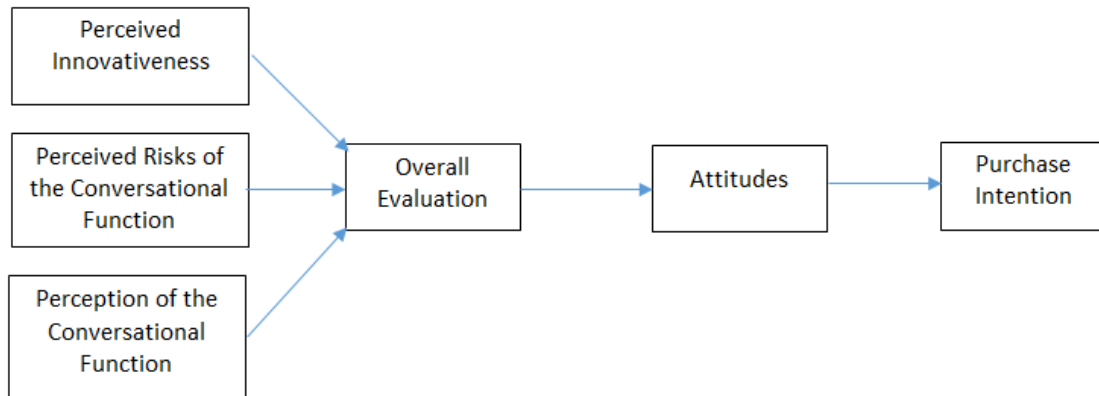 Perceived
Innovativeness
Perceived Risks of
the Conversational
Function
Perception of the
Conversational
Function
Overall
Evaluation
Attitudes
Purchase
Intention